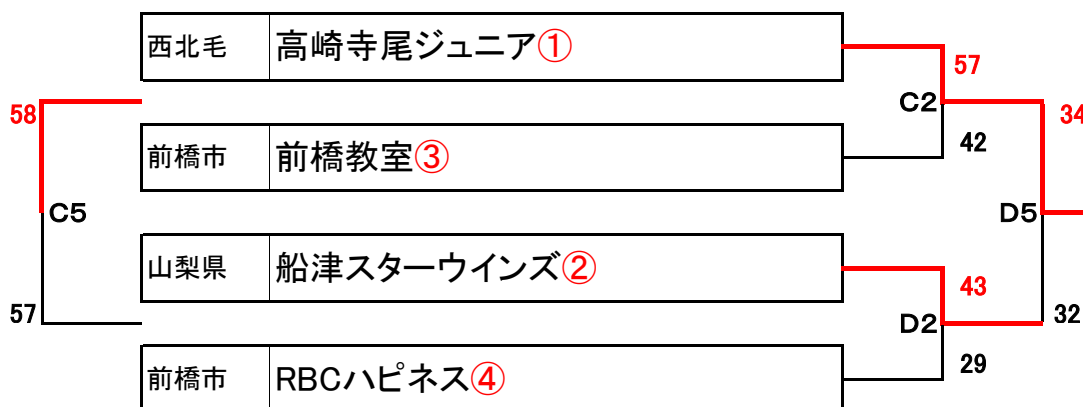 西北毛 高崎寺尾ジュニア①
57
58
C2
34
前橋市 前橋教室③
42
C5
D5
山梨県 船津スターウインズ②
43
57
D2
32
前橋市 RBCハピネス④
29